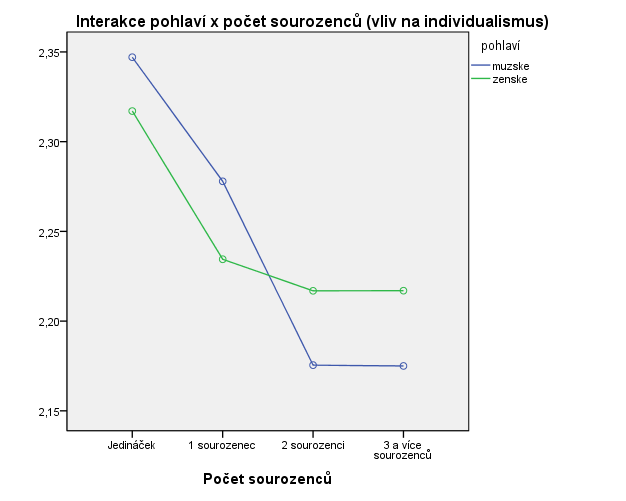 Interakce pohlaví x počet sourozenců (vliv na individualismus)
pohlaví
muzske
zenske
2,35
2,30
2,25
2,20
2,15
Jedináček
1 sourozenec
2 sourozenci
3 a více
sourozenců
Počet sourozenců